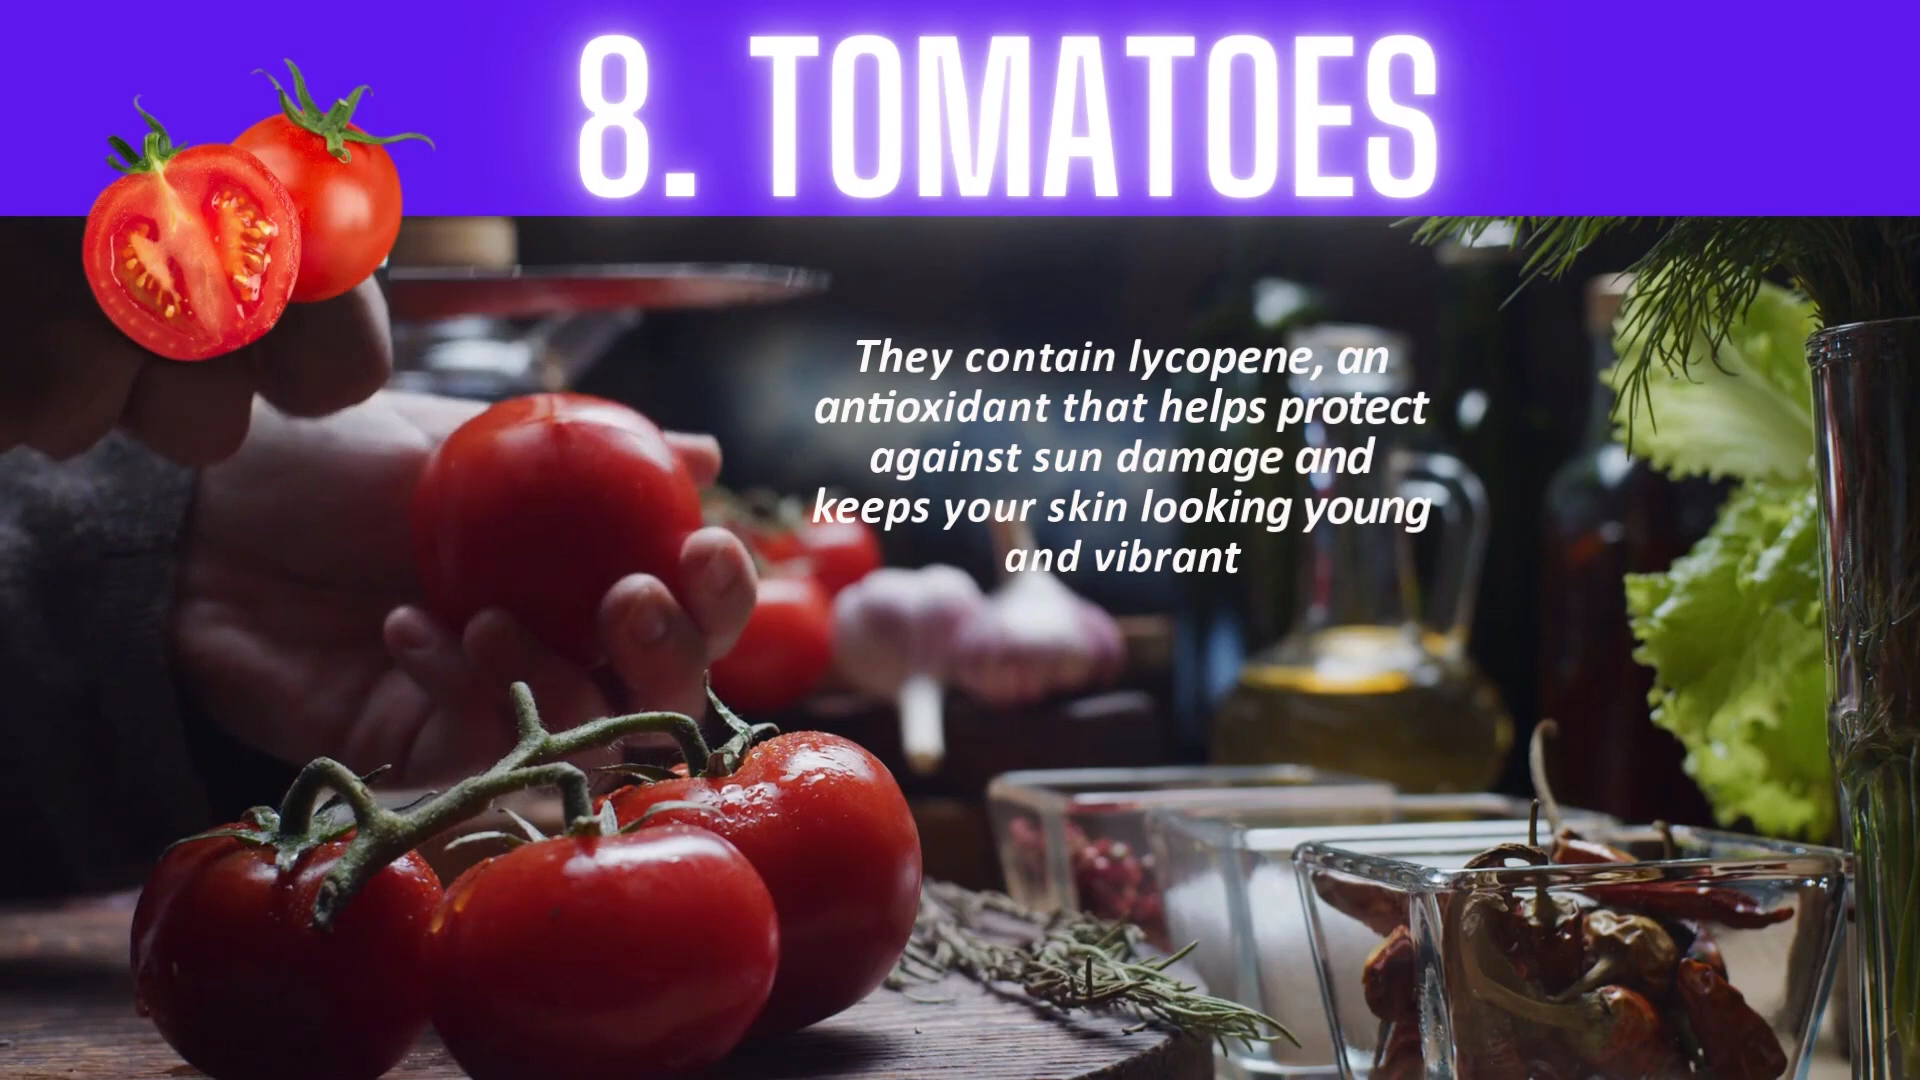 8. TOMATOES
They contain lycopene, an
antioxidant that helps protect
against sun damage and
keeps your skin looking young
and vibrant